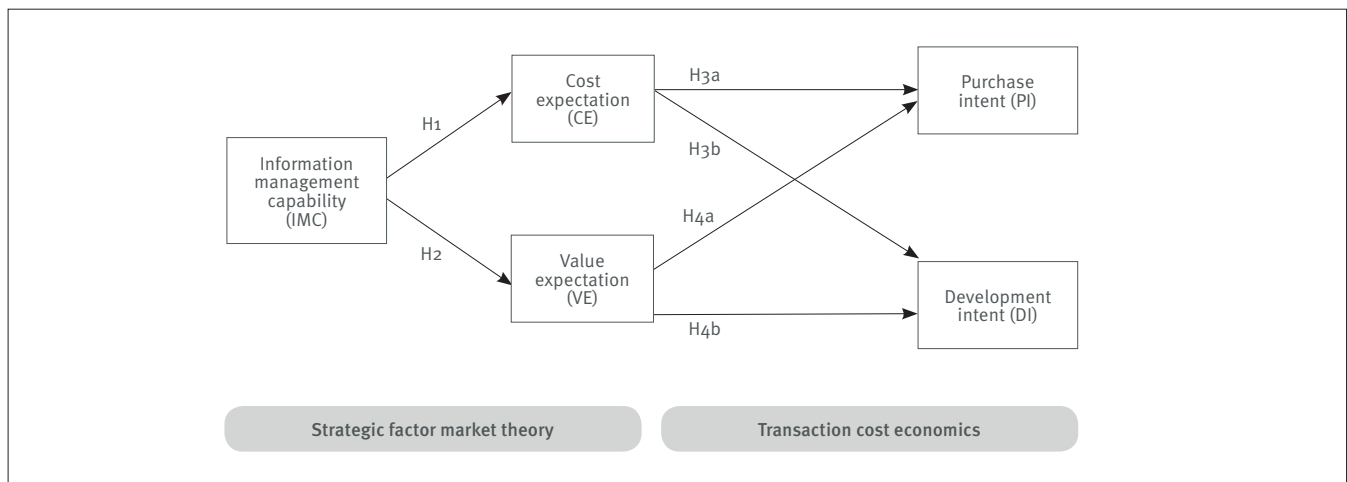 Information
management
capability
(IMC)
H1
H2
Cost
expectation
(CE)
Value
expectation
(VE)
H3a
H3b
H4a
H4b
Purchase
intent (PI)
Development
intent (DI)
Strategic factor market theory
Transaction cost economics